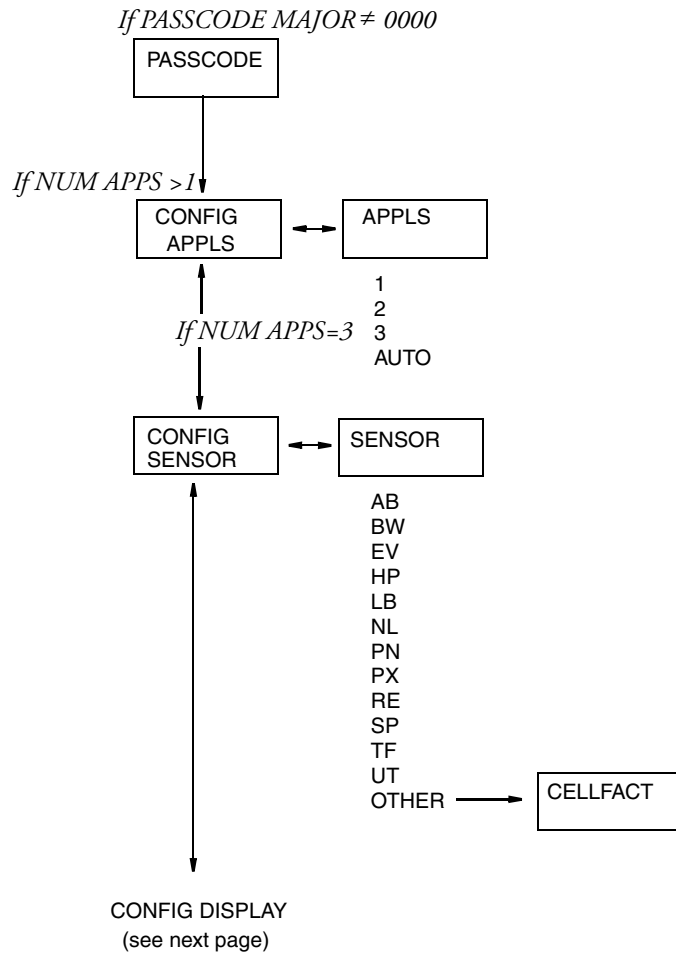 If PASSCODE MAJOR ≠ 0000
PASSCODE
If NUM APPS >1
CONFIG
APPLS
APPLS
1
2
3
AUTO
If NUM APPS=3
CONFIG
SENSOR
SENSOR
AB
BW
EV
HP
LB
NL
PN
PX
RE
SP
TF
UT
OTHER
CELLFACT
CONFIG DISPLAY
(see next page)